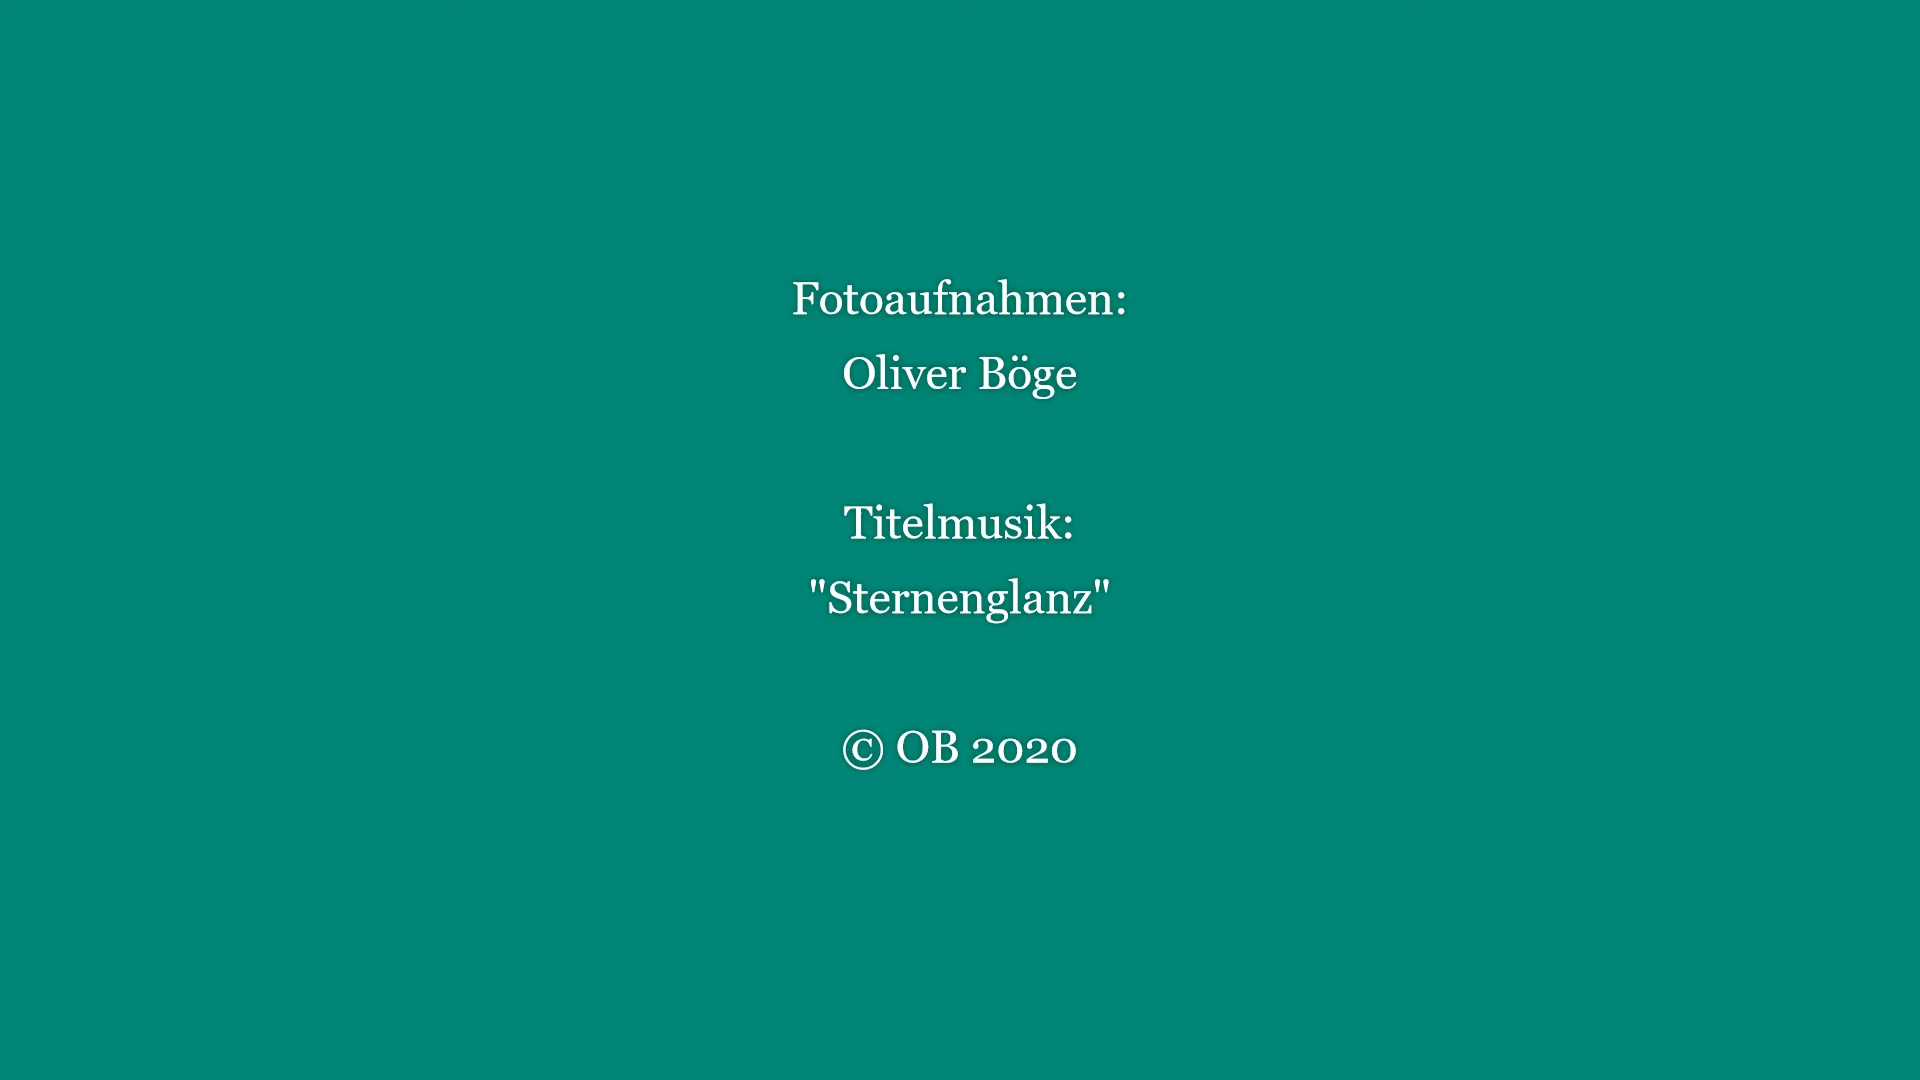 Fotoaufnahmen:
Oliver Böge
Titelmusik:
"Sternenglanz"
© OB 2020